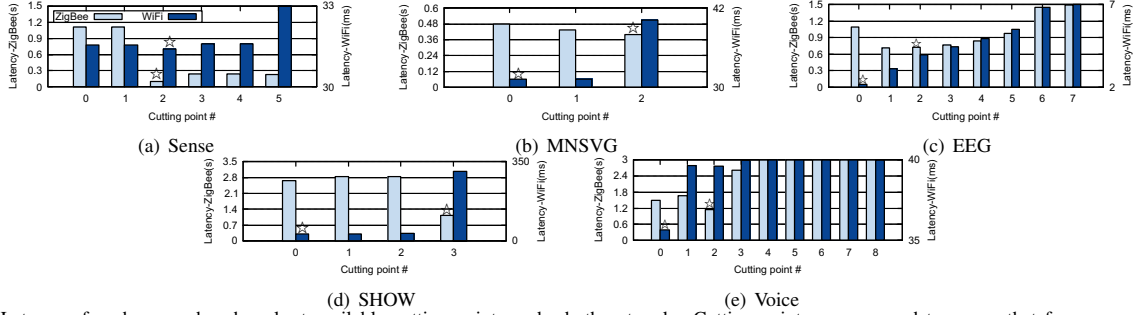 ZigBee WiFi
Latency-ZigBee(s)
1.5
1.2
0.9
0.6
0.3
0
33
30
Latency-WiFi(ms)
0 1 2 3 4 5
Cutting point #
(a) Sense
Latency-ZigBee(s)
0.6
0.48
0.36
0.24
0.12
0
42
30
Latency-WiFi(ms)
0 1 2
Cutting point #
(b) MNSVG
Latency-ZigBee(s)
1.5
1.2
0.9
0.6
0.3
0
7
2
Latency-WiFi(ms)
0 1 2 3 4 5 6 7
Cutting point #
(c) EEG
Latency-ZigBee(s)
3.5
2.8
2.1
1.4
0.7
0
350
0
Latency-WiFi(ms)
0 1 2 3
Cutting point #
(d) SHOW
Latency-ZigBee(s)
3
2.4
1.8
1.2
0.6
0
40
35
Latency-WiFi(ms)
0 1 2 3 4 5 6 7 8
Cutting point #
(e) Voice